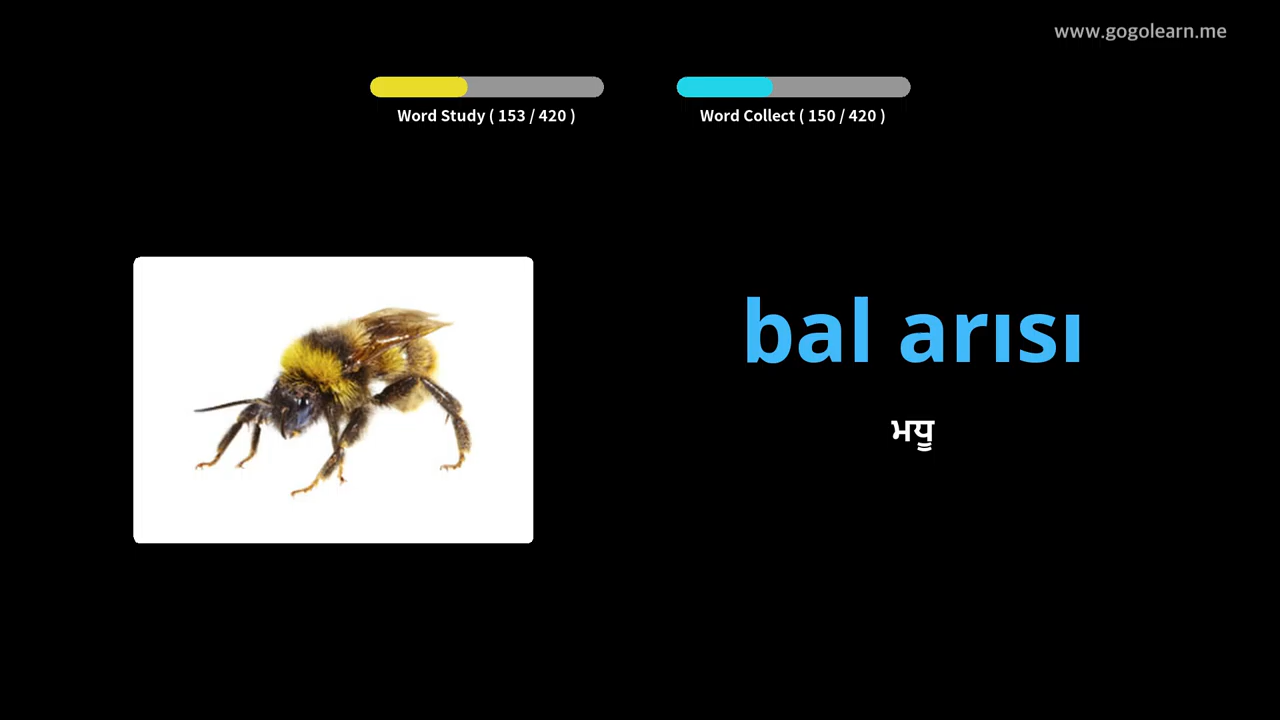 www.gogolearn.me
Word Study ( 153 / 420 )
Word Collect ( 150 / 420 )
bal arısı
ਮਧੂ